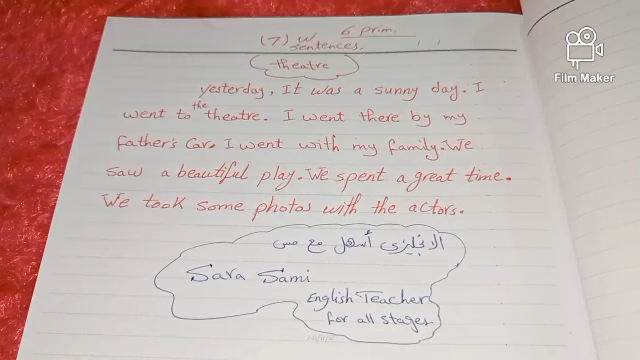 6 prim.
(7) W
sentences.
theatre
yesterday, It was a sunny day. I
went to the theatre. I went there by my
father's Car. I went with my family. We
saw a beautiful play. We spent a great time.
We took some photos with the actors.
الانجليزى أسهل مع مس
Sara Sami
English Teacher
for all stages.
Film Maker